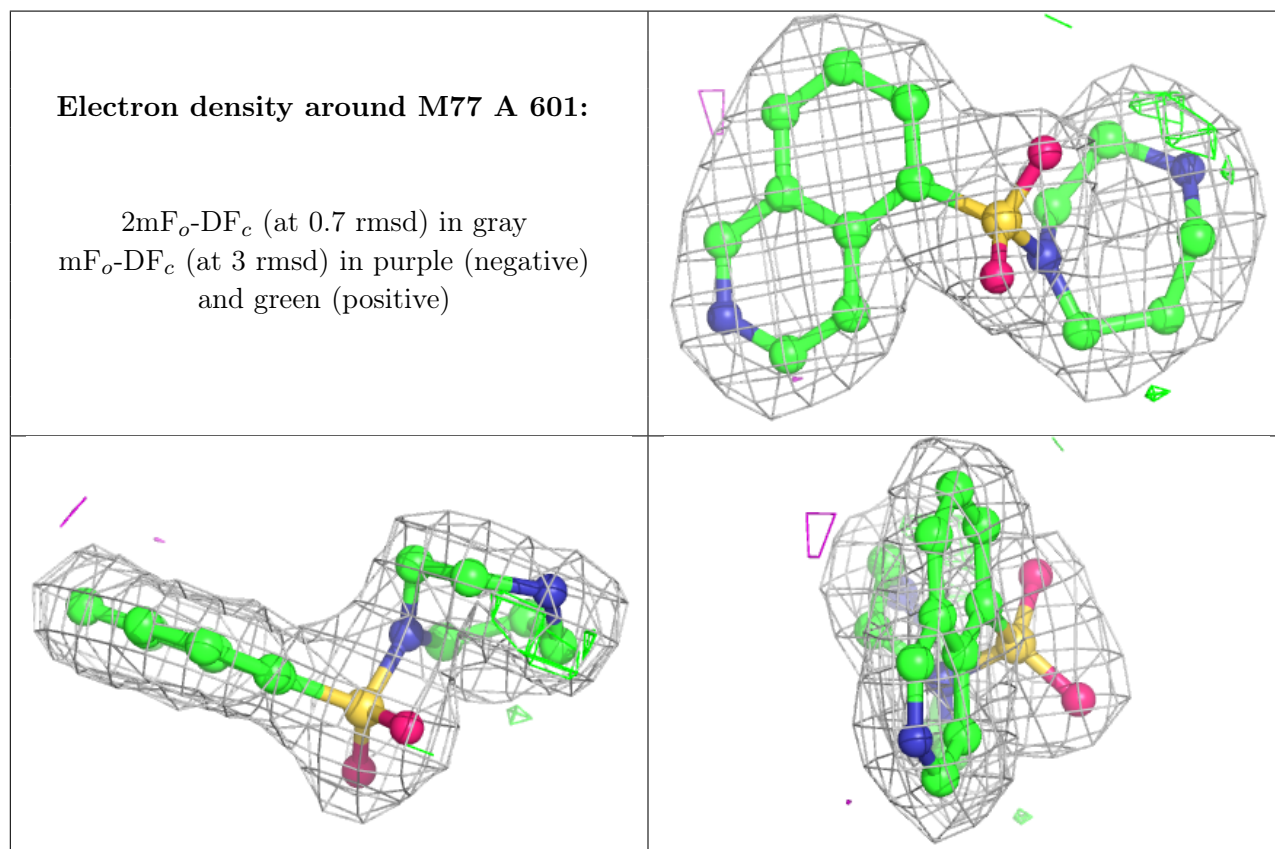 Electron density around M77 A 601:
2mFo-DFc (at 0.7 rmsd) in gray
mFo-DFc (at 3 rmsd) in purple (negative)
and green (positive)